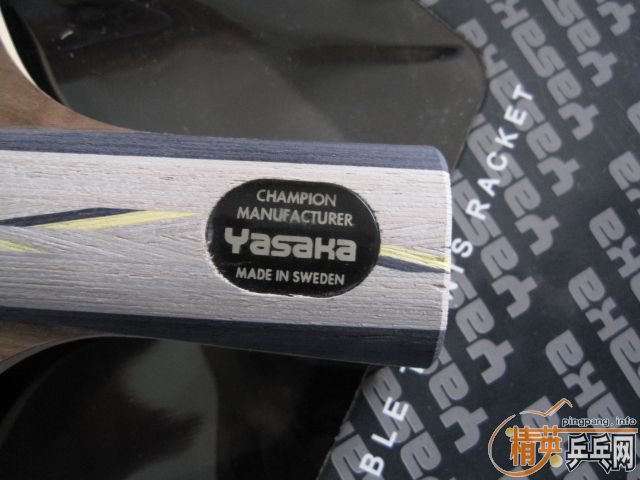 CHAMPION
MANUFACTURER
Yasaka
MADE IN SWEDEN
Yasaka
Yasaka
Yasaka
Yasaka
RACKET
pingpang.info
精英乒乓网